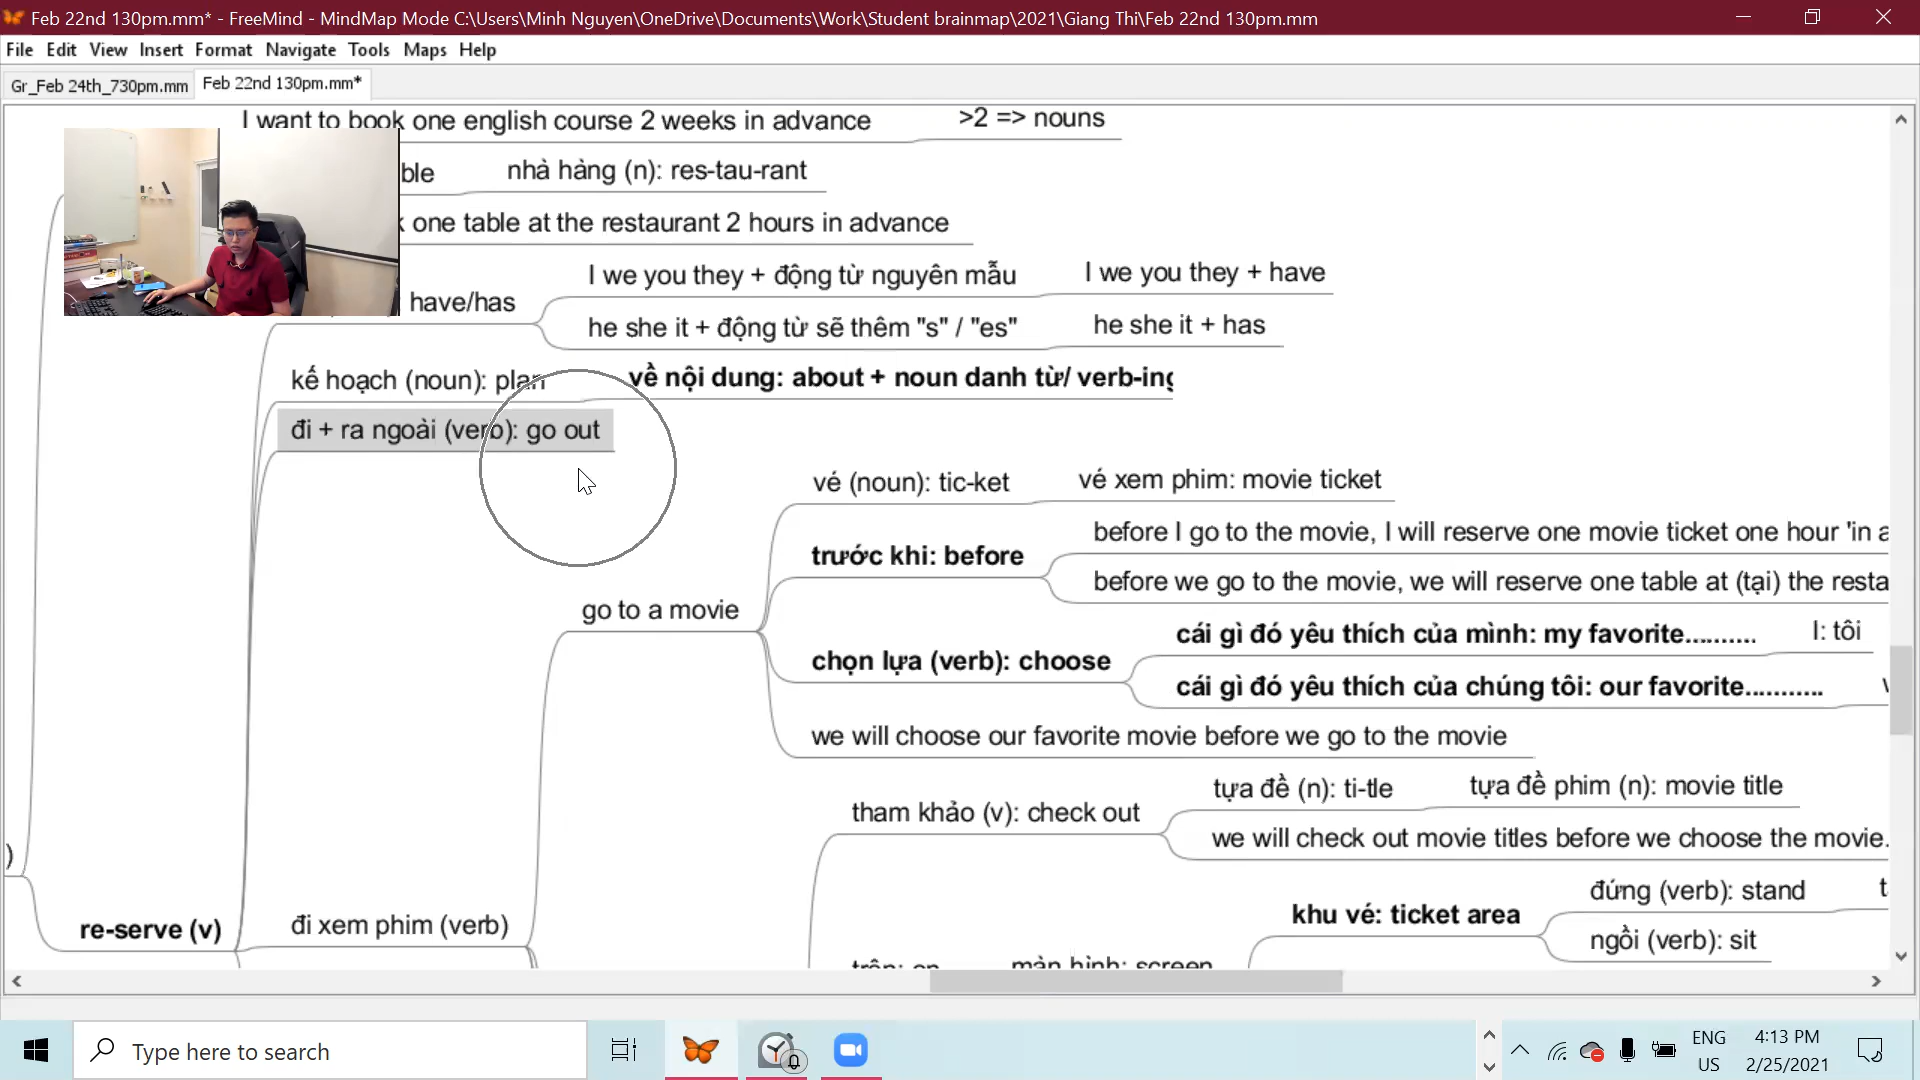 Feb 22nd 130pm.mm* - FreeMind - MindMap Mode C:\Users\Minh Nguyen\OneDrive\Documents\Work\Student brainmap\2021\Giang Thi\Feb 22nd 130pm.mm
File Edit View Insert Format Navigate Tools Maps Help
Gr_Feb 24th_730pm.mm Feb 22nd 130pm.mm*
I want to book one english course 2 weeks in advance >2 => nouns
ble nhà hàng (n): res-tau-rant
k one table at the restaurant 2 hours in advance
I we you they + động từ nguyên mẫu I we you they + have
have/has
he she it + động từ sẽ thêm "s" / "es" he she it + has
kế hoạch (noun): plan về nội dung: about + noun danh từ/ verb-ing
đi + ra ngoài (verb): go out
vé (noun): tic-ket vé xem phim: movie ticket
before I go to the movie, I will reserve one movie ticket one hour 'in a
trước khi: before
before we go to the movie, we will reserve one table at (tại) the resta
go to a movie
cái gì đó yêu thích của mình: my favorite.......... I: tôi
chọn lựa (verb): choose
cái gì đó yêu thích của chúng tôi: our favorite...........
we will choose our favorite movie before we go to the movie
tựa đề (n): ti-tle tựa đề phim (n): movie title
tham khảo (v): check out
we will check out movie titles before we choose the movie.
)
đứng (verb): stand t
khu vé: ticket area
re-serve (v) đi xem phim (verb)
ngồi (verb): sit
trên: on màn hình: screen
Type here to search
ENG
US
4:13 PM
2/25/2021